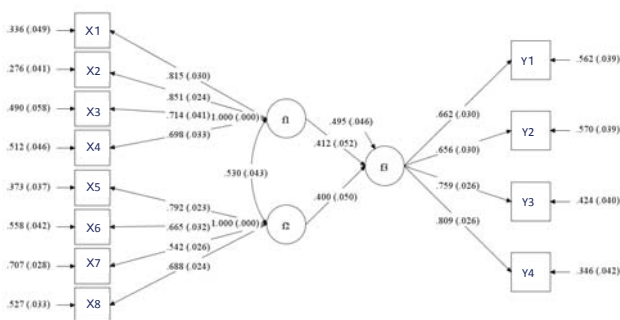 .336 (.049) X1
.276 (.041) X2
.490 (.058) X3
.512 (.046) X4
.373 (.037) X5
.558 (.042) X6
.707 (.028) X7
.527 (.033) X8
.815 (.030)
.851 (.024)
.714 (.041)
.698 (.033)
1.000 (.000)
f1
.530 (.043)
.792 (.023)
.665 (.032)
.542 (.026)
.688 (.024)
1.000 (.000)
f2
.495 (.046)
.412 (.052)
.400 (.050)
f3
.662 (.030)
.656 (.030)
.759 (.026)
.809 (.026)
Y1 .562 (.039)
Y2 .570 (.039)
Y3 .424 (.040)
Y4 .346 (.042)